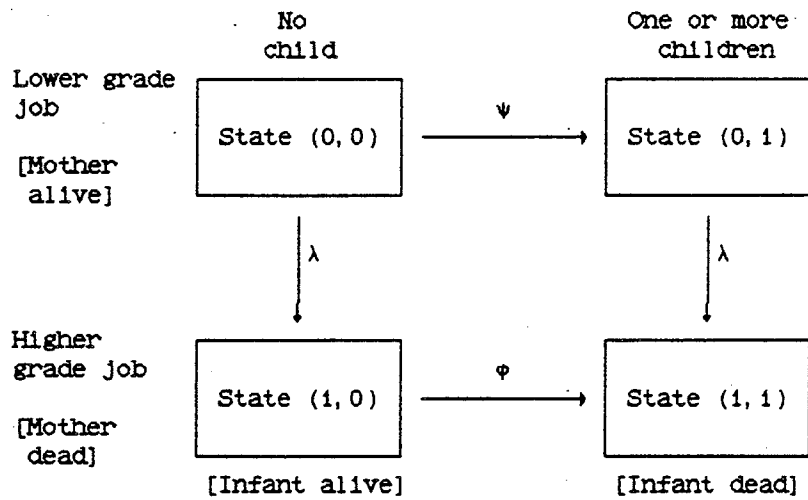 No
child
One or more
children
Lower grade
job
[Mother
alive]
State (0,0)
ψ
State (0,1)
λ
λ
Higher
grade job
[Mother
dead]
State (1,0)
φ
State (1,1)
[Infant alive]
[Infant dead]